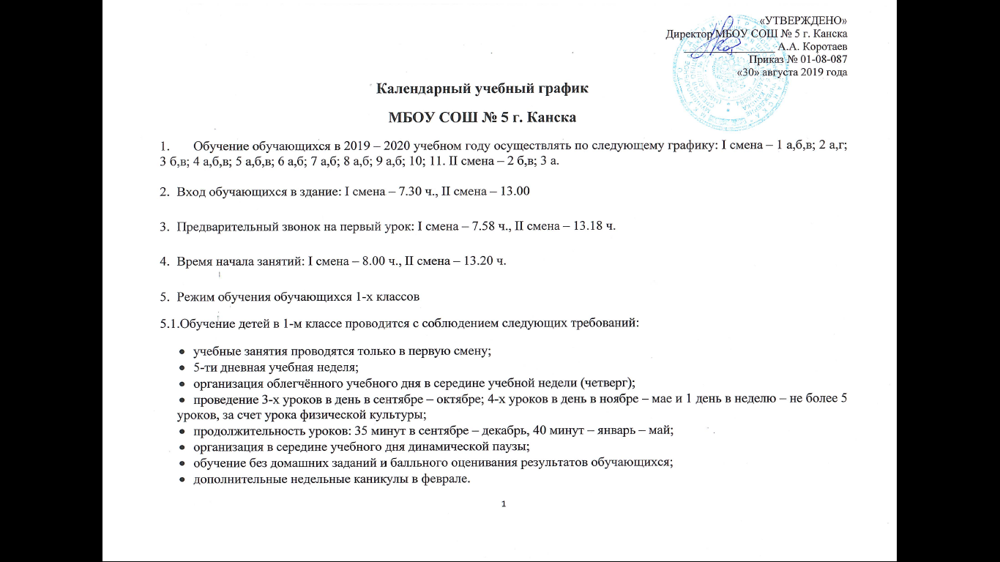 «УТВЕРЖДЕНО»
Директор МБОУ СОШ № 5 г. Канска
________________ А.А. Коротаев
Приказ № 01-08-087
«30» августа 2019 года
Календарный учебный график
МБОУ СОШ № 5 г. Канска
1. Обучение обучающихся в 2019 – 2020 учебном году осуществлять по следующему графику: I смена – 1 а,б,в; 2 а,г;
3 б,в; 4 а,б,в; 5 а,б,в; 6 а,б; 7 а,б; 8 а,б; 9 а,б; 10; 11. II смена – 2 б,в; 3 а.
2. Вход обучающихся в здание: I смена – 7.30 ч., II смена – 13.00
3. Предварительный звонок на первый урок: I смена – 7.58 ч., II смена – 13.18 ч.
4. Время начала занятий: I смена – 8.00 ч., II смена – 13.20 ч.
5. Режим обучения обучающихся 1-х классов
5.1.Обучение детей в 1-м классе проводится с соблюдением следующих требований:
• учебные занятия проводятся только в первую смену;
• 5-ти дневная учебная неделя;
• организация облегчённого учебного дня в середине учебной недели (четверг);
• проведение 3-х уроков в день в сентябре – октябре; 4-х уроков в день в ноябре – мае и 1 день в неделю – не более 5
уроков, за счет урока физической культуры;
• продолжительность уроков: 35 минут в сентябре – декабрь, 40 минут – январь – май;
• организация в середине учебного дня динамической паузы;
• обучение без домашних заданий и балльного оценивания результатов обучающихся;
• дополнительные недельные каникулы в феврале.
1